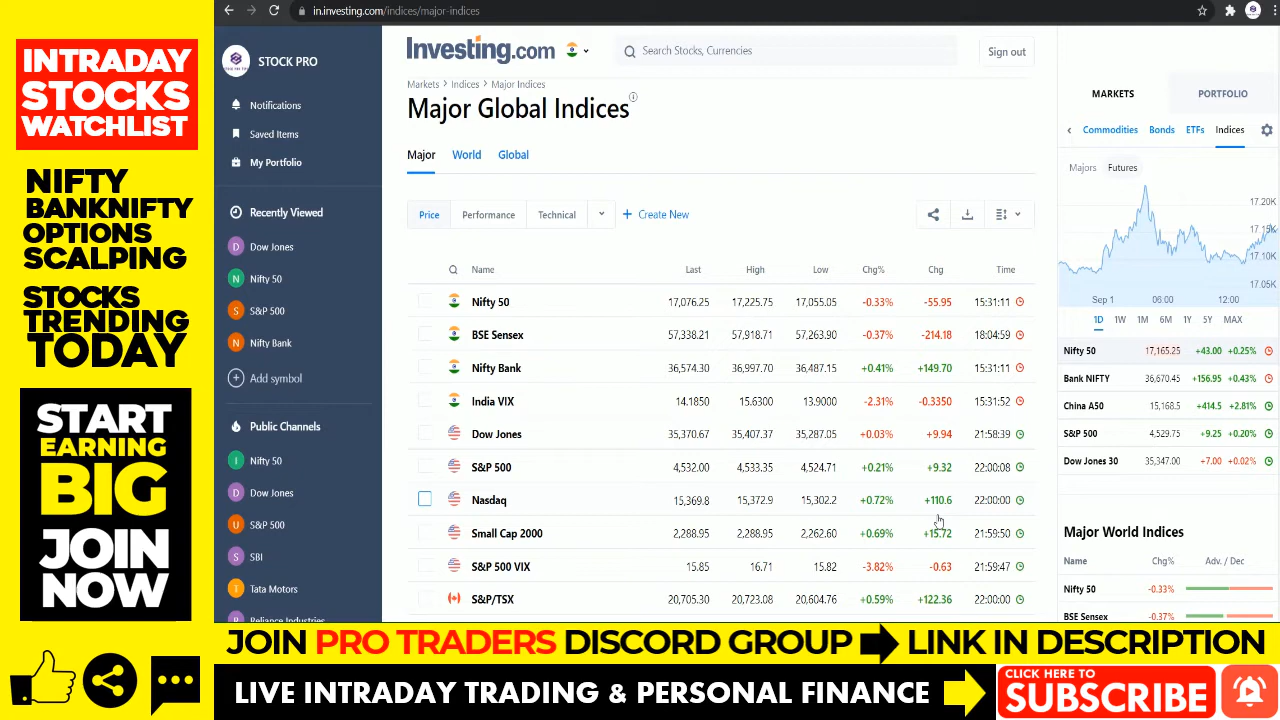 in.investing.com/indices/major-indices
INTRADAY
STOCKS
WATCHLIST
NIFTY
BANKNIFTY
OPTIONS
SCALPING
STOCKS
TRENDING
TODAY
START
EARNING
BIG
JOIN
NOW
STOCK PRO
Notifications
Saved Items
My Portfolio
Recently Viewed
D Dow Jones
N Nifty 50
S S&P 500
N Nifty Bank
Add symbol
Public Channels
I Nifty 50
D Dow Jones
U S&P 500
S SBI
T Tata Motors
Reliance Industries
Investing.com
Search Stocks, Currencies
Sign out
Markets Indices Major Indices
Major Global Indices
Major World Global
Price Performance Technical + Create New
Name Last High Low Chg% Chg Time
Nifty 50 17,076.25 17,225.75 17,055.05 -0.33% -55.95 15:31:11
BSE Sensex 57,338.21 57,918.71 57,263.90 -0.37% -214.18 18:04:59
Nifty Bank 36,574.30 36,997.70 36,487.15 +0.41% +149.70 15:31:11
India VIX 14.1850 15.6300 13.9000 -2.31% -0.3350 15:31:52
Dow Jones 35,370.67 35,407.37 35,287.05 +0.03% +9.94 21:58:39
S&P 500 4,532.00 4,533.35 4,524.71 +0.21% +9.32 22:00:08
Nasdaq 15,369.8 15,372.9 15,302.2 +0.72% +110.6 22:00:00
Small Cap 2000 2,288.95 2,288.95 2,262.60 +0.69% +15.72 21:59:50
S&P 500 VIX 15.85 16.71 15.82 -3.82% -0.63 21:59:47
S&P/TSX 20,705.30 20,723.08 20,604.76 +0.59% +122.36 22:00:00
MARKETS PORTFOLIO
Commodities Bonds ETFs Indices
Majors Futures
17.20K
17.15K
17.10K
17.05K
Sep 1 06:00 12:00
1D 1W 1M 6M 1Y 5Y MAX
Nifty 50 17,165.25 +43.00 +0.25%
Bank NIFTY 36,670.45 +156.95 +0.43%
China A50 15,168.5 +414.5 +2.81%
S&P 500 +9.25 +0.20%
Dow Jones 30 +7.00 +0.02%
Major World Indices
Name Chg% Adv. / Dec
Nifty 50 -0.33%
BSE Sensex -0.37%
JOIN PRO TRADERS DISCORD GROUP LINK IN DESCRIPTION
LIVE INTRADAY TRADING & PERSONAL FINANCE
CLICK HERE TO
SUBSCRIBE